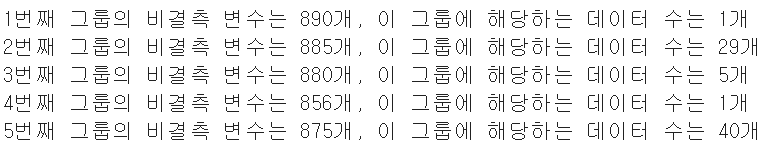 1번째 그룹의 비결측 변수는 890개, 이 그룹에 해당하는 데이터 수는 1개
2번째 그룹의 비결측 변수는 885개, 이 그룹에 해당하는 데이터 수는 29개
3번째 그룹의 비결측 변수는 880개, 이 그룹에 해당하는 데이터 수는 5개
4번째 그룹의 비결측 변수는 856개, 이 그룹에 해당하는 데이터 수는 1개
5번째 그룹의 비결측 변수는 875개, 이 그룹에 해당하는 데이터 수는 40개